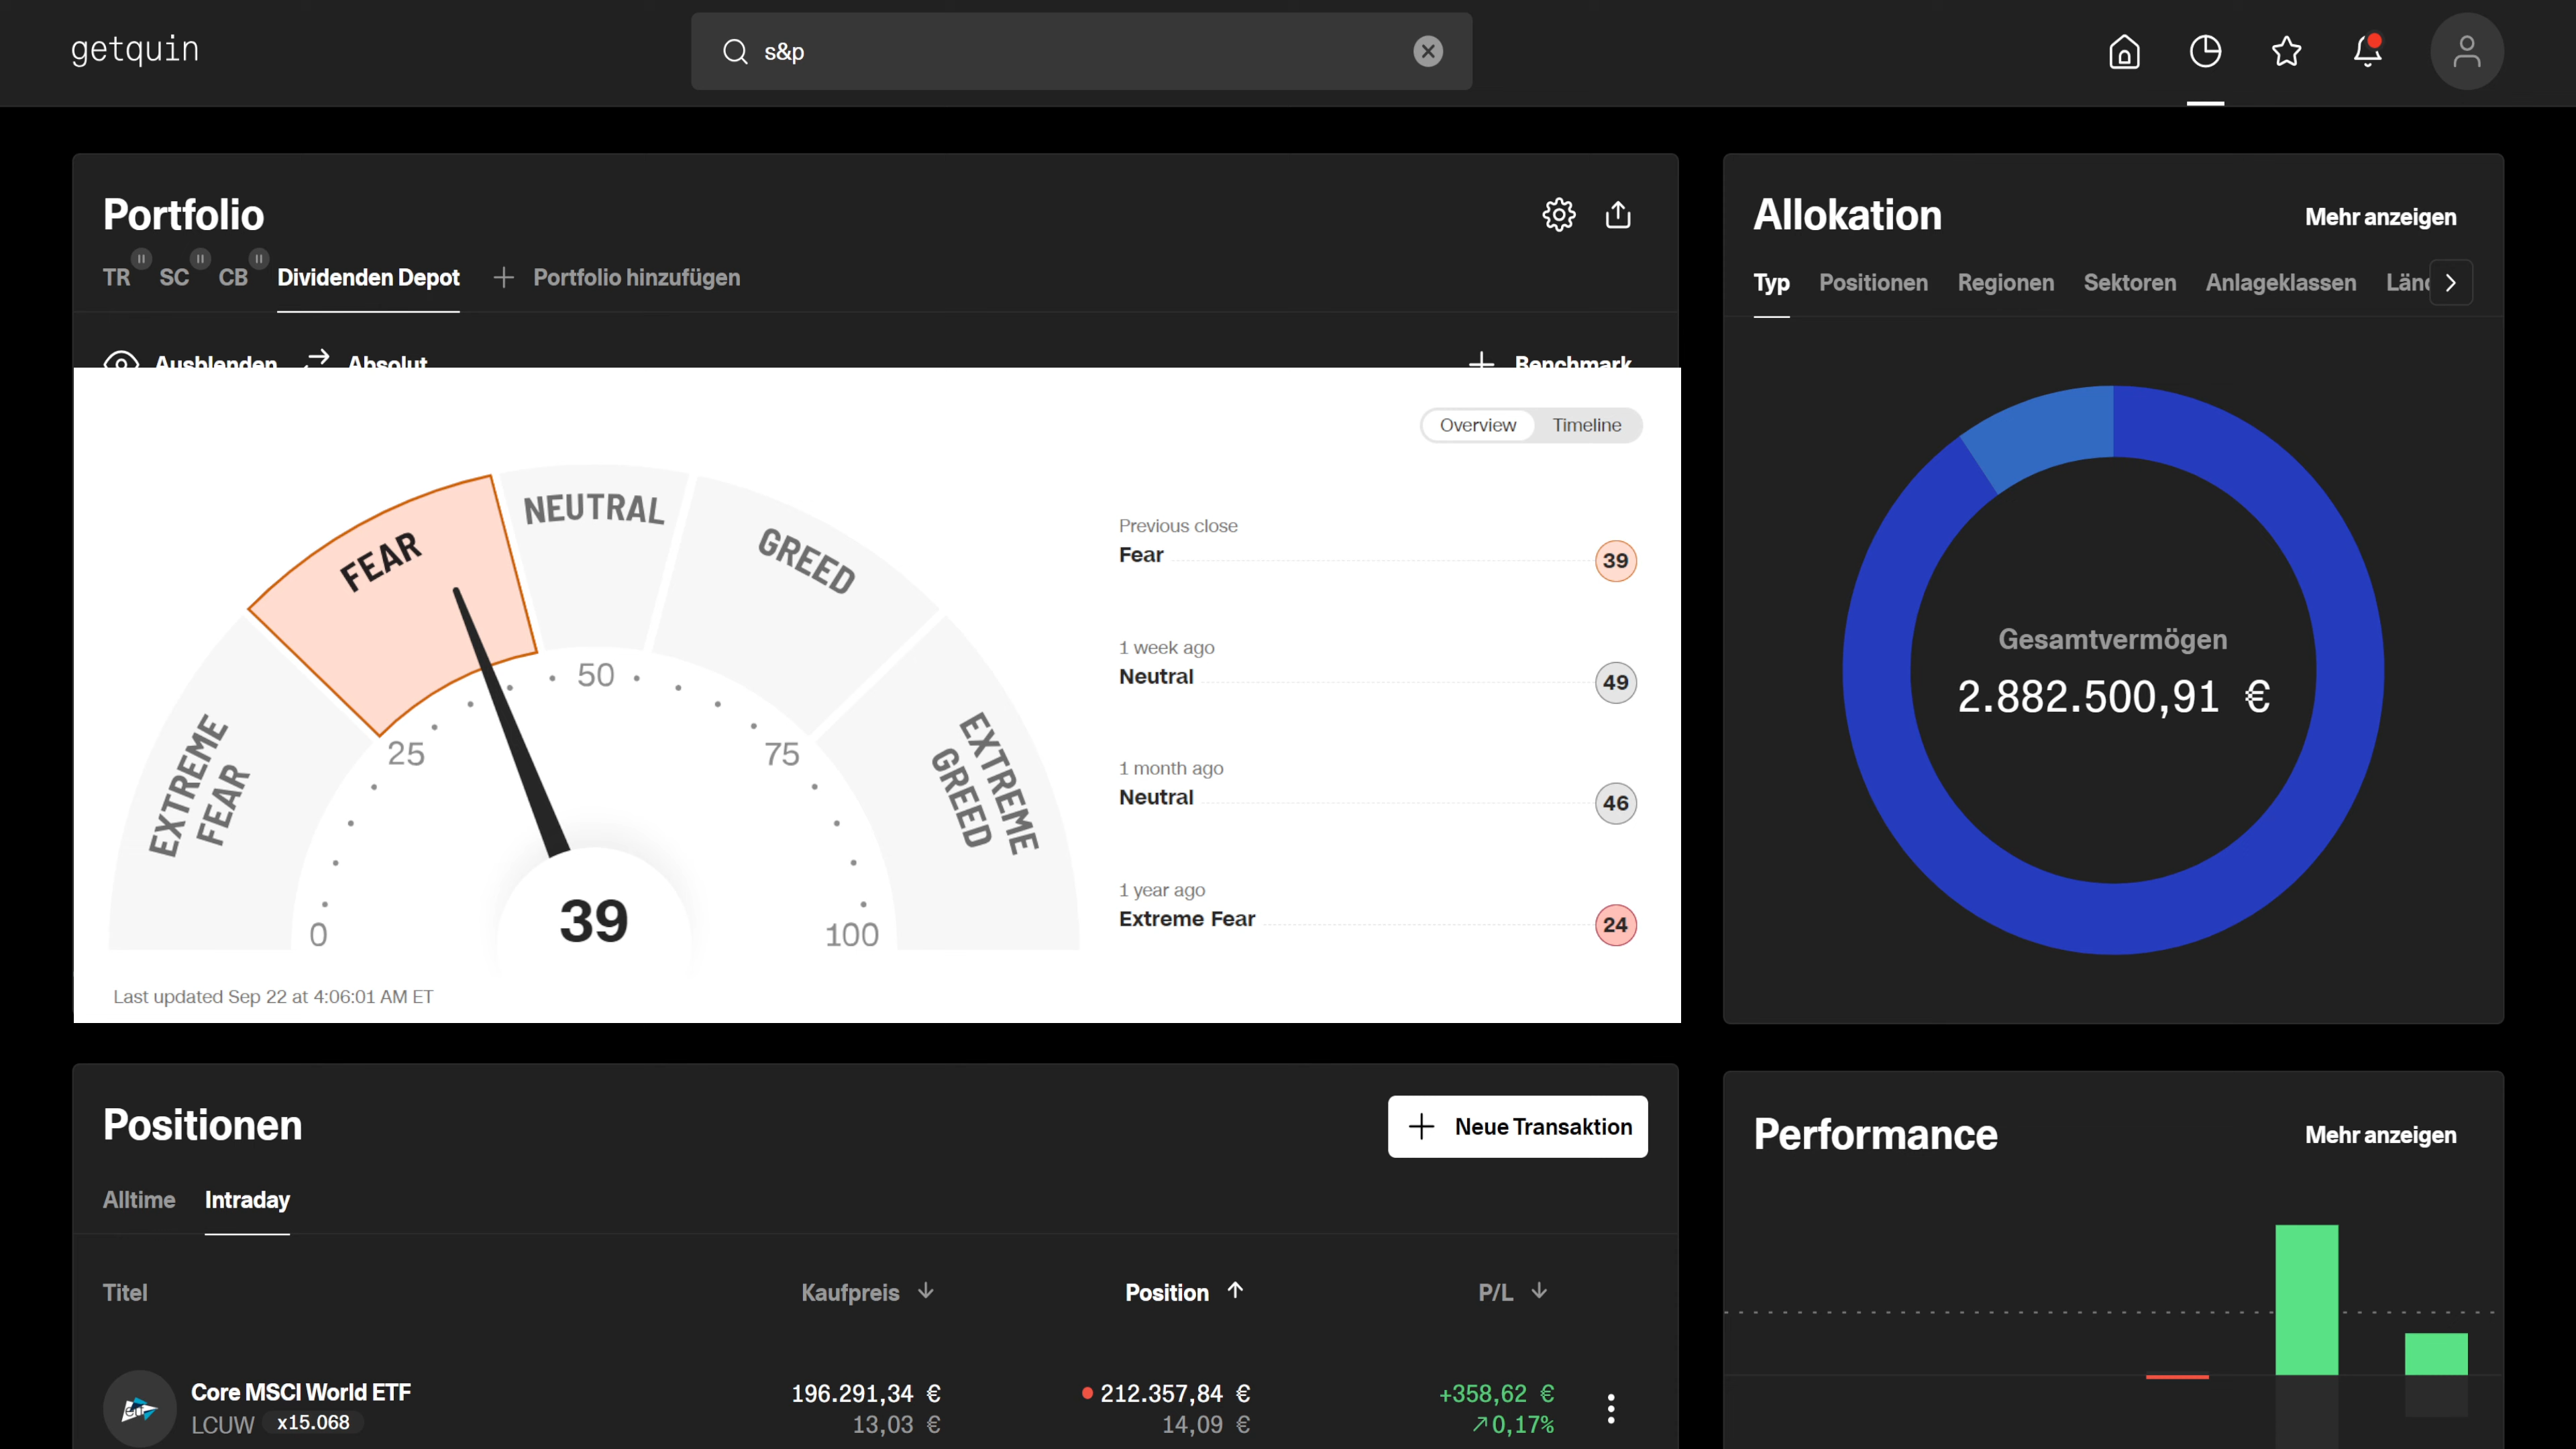 getquin
s&p
Portfolio
TR SC CB Dividenden Depot + Portfolio hinzufügen
Ausblenden Absolut + Benchmark
Overview Timeline
EXTREME FEAR
FEAR
NEUTRAL
GREED
EXTREME GREED
0
25
50
75
100
39
Last updated Sep 22 at 4:06:01 AM ET
Previous close
Fear 39
1 week ago
Neutral 49
1 month ago
Neutral 46
1 year ago
Extreme Fear 24
Allokation Mehr anzeigen
Typ Positionen Regionen Sektoren Anlageklassen
Gesamtvermögen
2.882.500,91 €
Positionen + Neue Transaktion
Alltime Intraday
Titel Kaufpreis ↓ Position ↑ P/L ↓
Core MSCI World ETF 196.291,34 € 212.357,84 € +358,62 €
LCUW x15.068 13,03 € 14,09 € ↗0,17%
Performance Mehr anzeigen